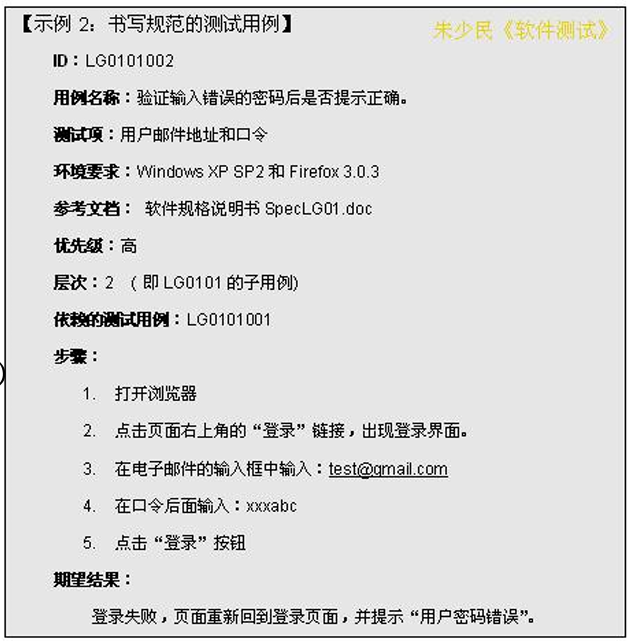 【示例 2：书写规范的测试用例】
朱少民《软件测试》
ID：LG0101002
用例名称：验证输入错误的密码后是否提示正确。
测试项：用户邮件地址和口令
环境要求：Windows XP SP2 和 Firefox 3.0.3
参考文档： 软件规格说明书 SpecLG01.doc
优先级：高
层次：2 （即 LG0101 的子用例)
依赖的测试用例：LG0101001
步骤：
1. 打开浏览器
2. 点击页面右上角的“登录”链接，出现登录界面。
3. 在电子邮件的输入框中输入：test@gmail.com
4. 在口令后面输入：xxxabc
5. 点击“登录”按钮
期望结果：
登录失败，页面重新回到登录页面，并提示“用户密码错误”。